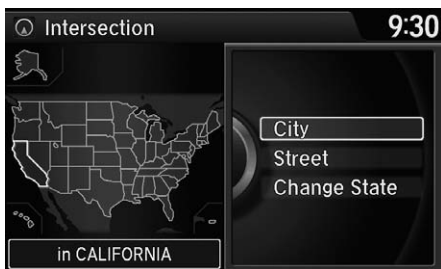 Intersection
9:30
City
Street
Change State
in CALIFORNIA